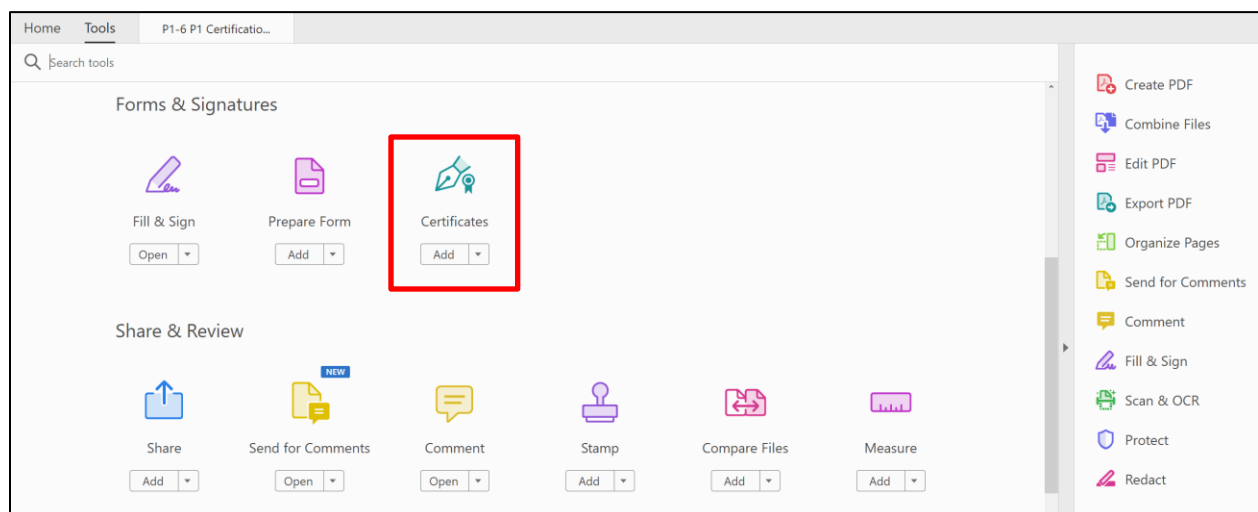 Home Tools P1-6 P1 Certificatio...
Search tools
Forms & Signatures
Fill & Sign Prepare Form Certificates
Open Add Add
Share & Review
NEW
Share Send for Comments Comment Stamp Compare Files Measure
Add Open Open Add Add Add
Create PDF
Combine Files
Edit PDF
Export PDF
Organize Pages
Send for Comments
Comment
Fill & Sign
Scan & OCR
Protect
Redact